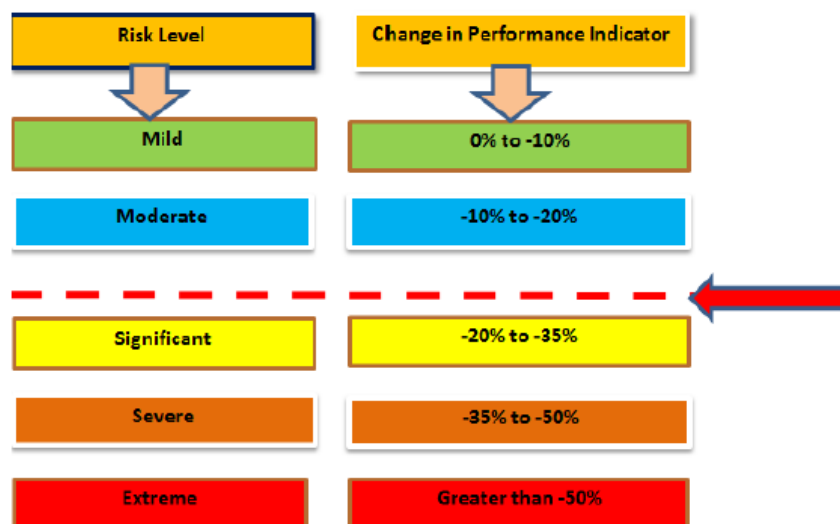 Risk Level
Change in Performance Indicator
Mild
0% to -10%
Moderate
-10% to -20%
Significant
-20% to -35%
Severe
-35% to -50%
Extreme
Greater than -50%